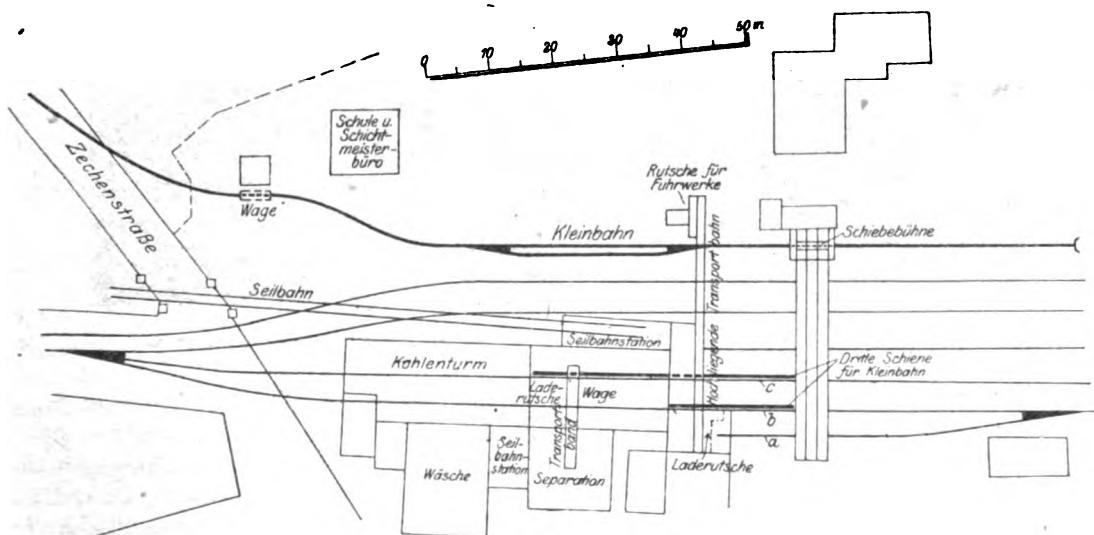 0 10 20 30 40 50 m
Schule u.
Schicht-
meister-
büro
Zechenstraße
Wage
Rutsche für
Fuhrwerke
Kleinbahn
Schiebebühne
Seilbahn
Hochliegende Transportbahn
Seilbahnstation
Kohlenturm
Dritte Schiene
für Kleinbahn
c
Lade-
rutsche
Wage
b
Transport-
band
a
Seil-
bahn-
station
Laderutsche
Wäsche
Separation